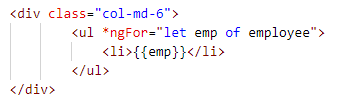 <div class="col-md-6">
<ul *ngFor="let emp of employee">
<li>{{emp}}</li>
</ul>
</div>